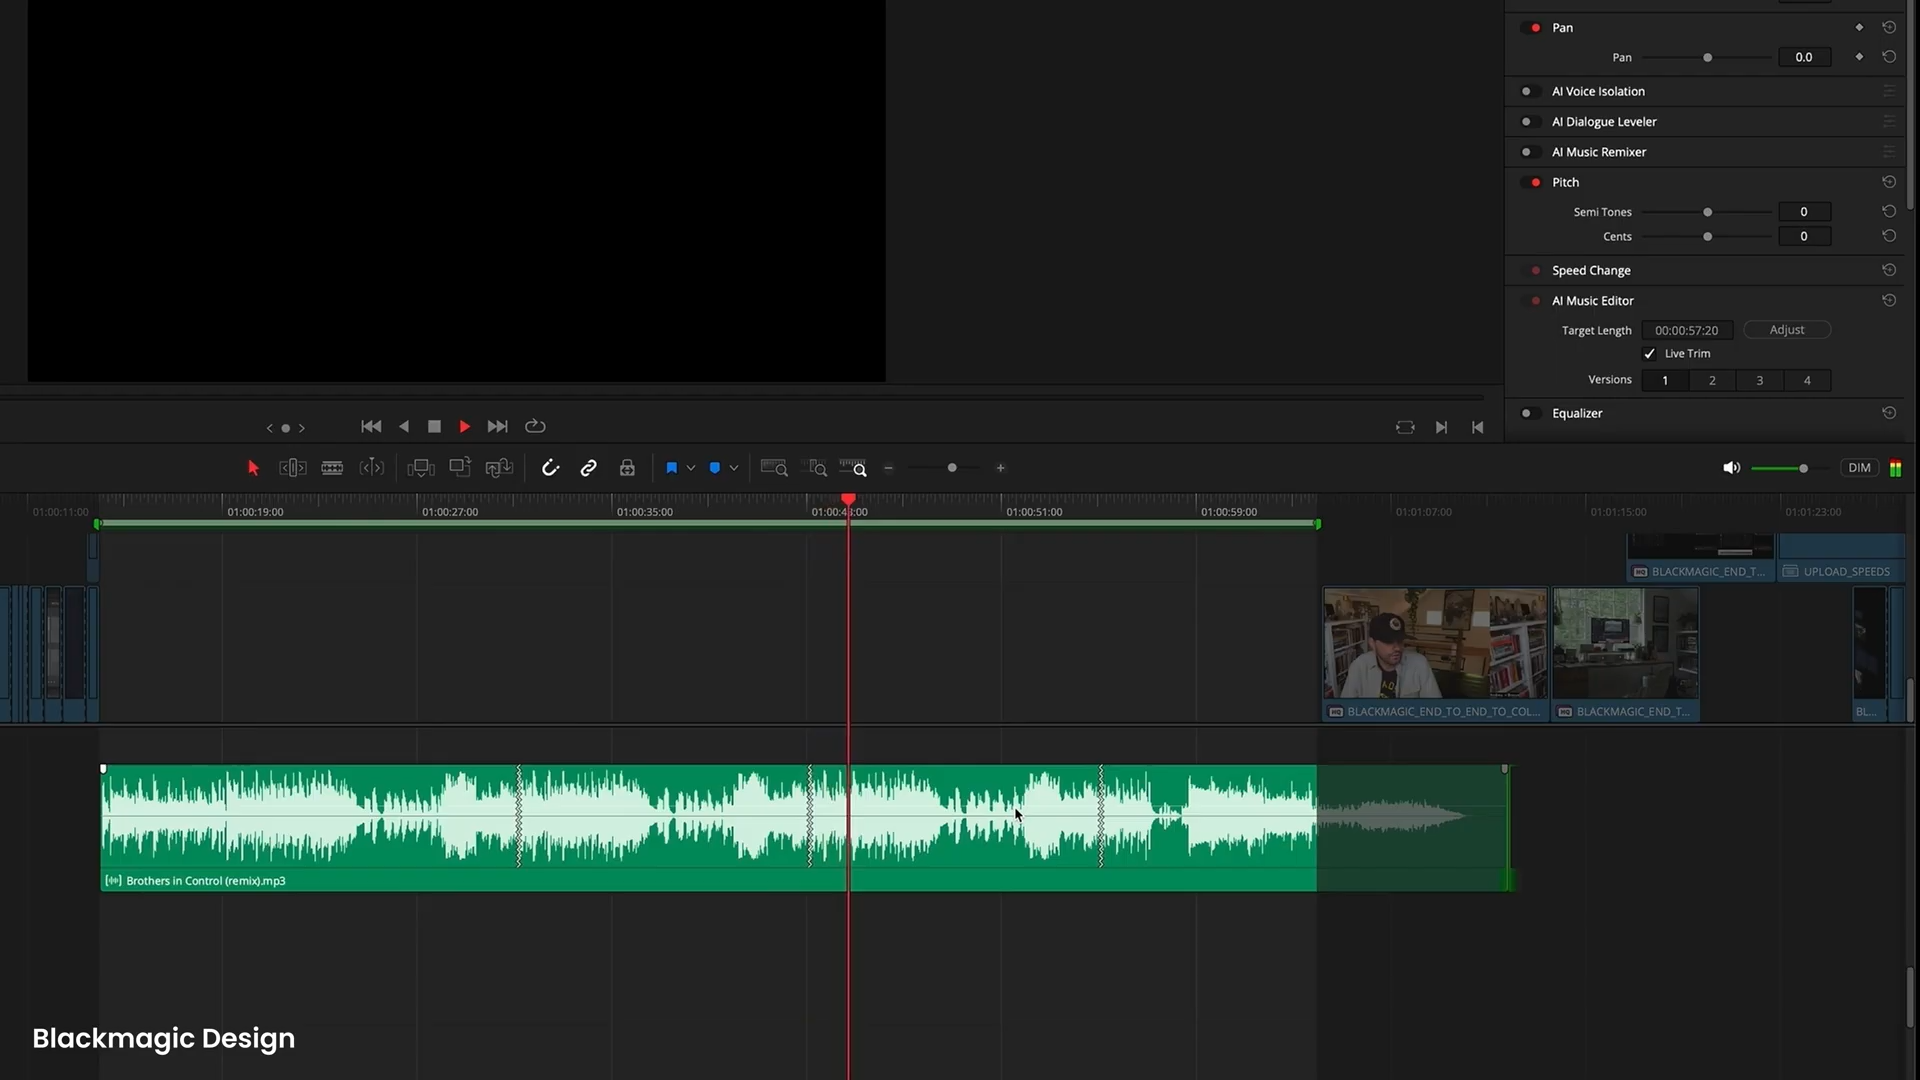 Pan
Pan 0.0
AI Voice Isolation
AI Dialogue Leveler
AI Music Remixer
Pitch
Semi Tones 0
Cents 0
Speed Change
AI Music Editor
Target Length 00:00:57:20 Adjust
Live Trim
Versions 1 2 3 4
Equalizer
DIM
01:00:11:00 01:00:19:00 01:00:27:00 01:00:35:00 01:00:43:00 01:00:51:00 01:00:59:00 01:01:07:00 01:01:15:00 01:01:23:00
BLACKMAGIC_END_T... UPLOAD_SPEEDS
BLACKMAGIC_END_TO_END_TO_COL... BLACKMAGIC_END_T... BL...
Brothers in Control (remix).mp3
Blackmagic Design